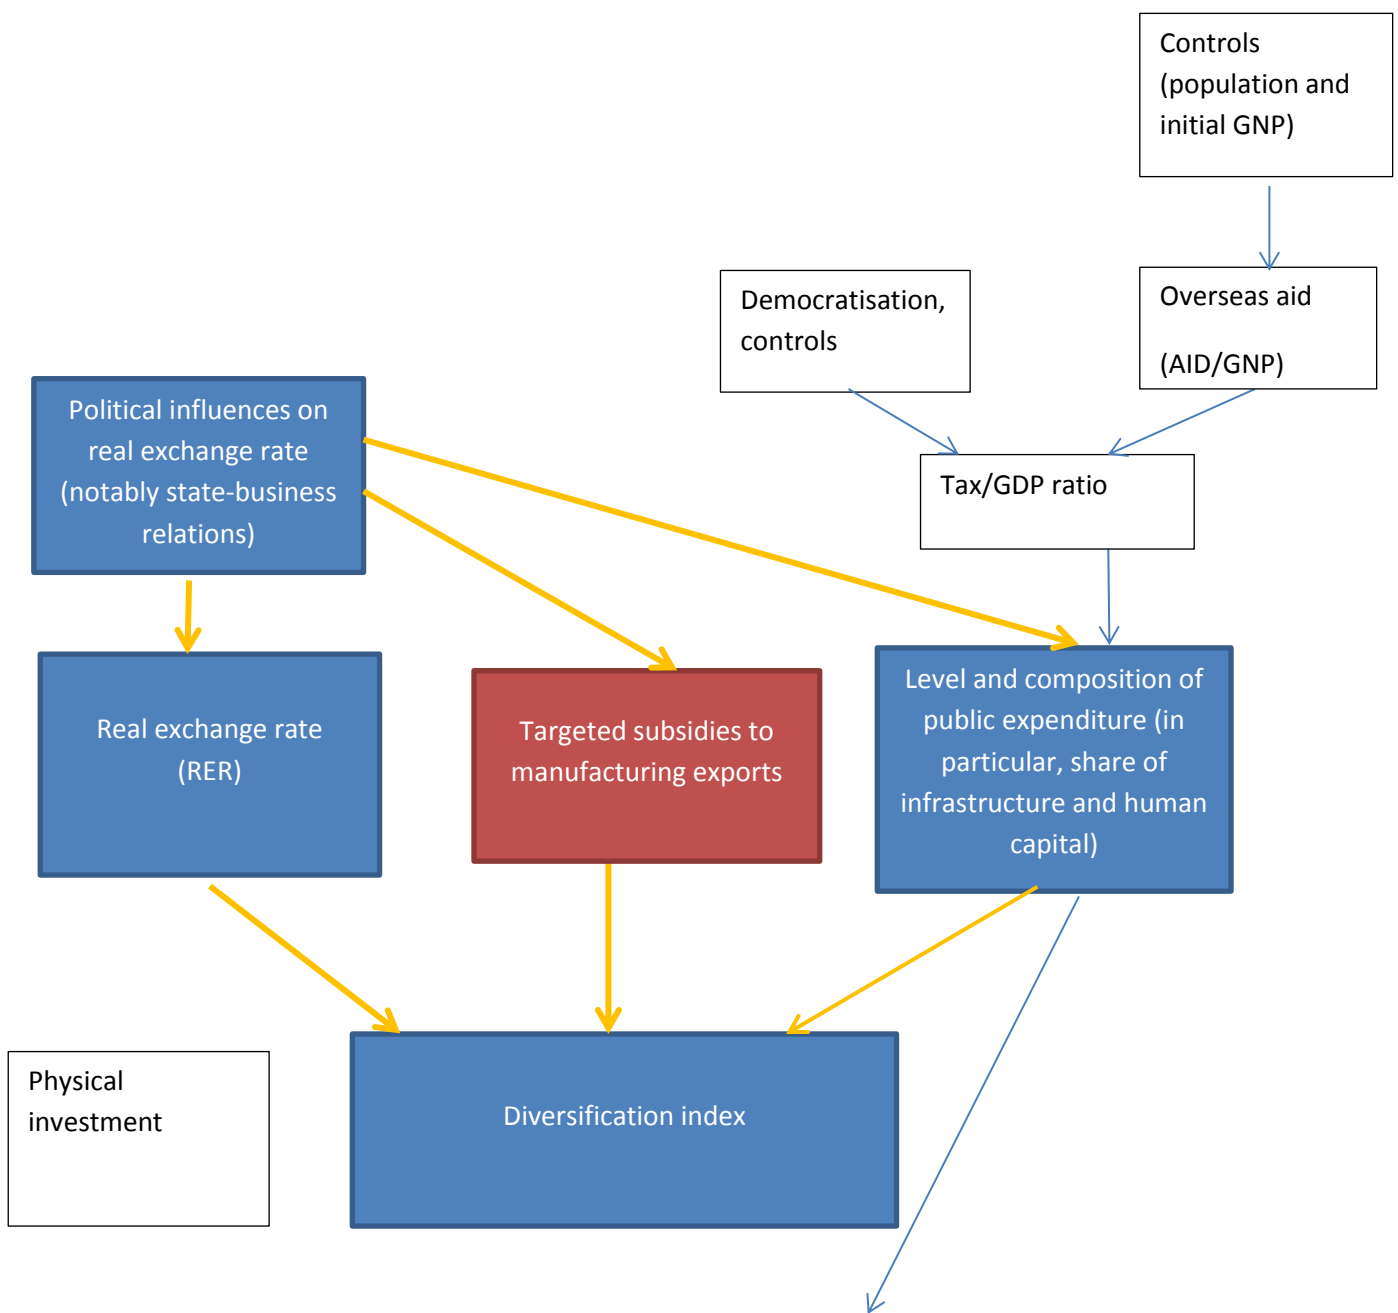 Controls
(population and
initial GNP)
Democratisation,
controls
Overseas aid
(AID/GNP)
Political influences on
real exchange rate
(notably state-business
relations)
Tax/GDP ratio
Real exchange rate
(RER)
Targeted subsidies to
manufacturing exports
Level and composition of
public expenditure (in
particular, share of
infrastructure and human
capital)
Physical
investment
Diversification index